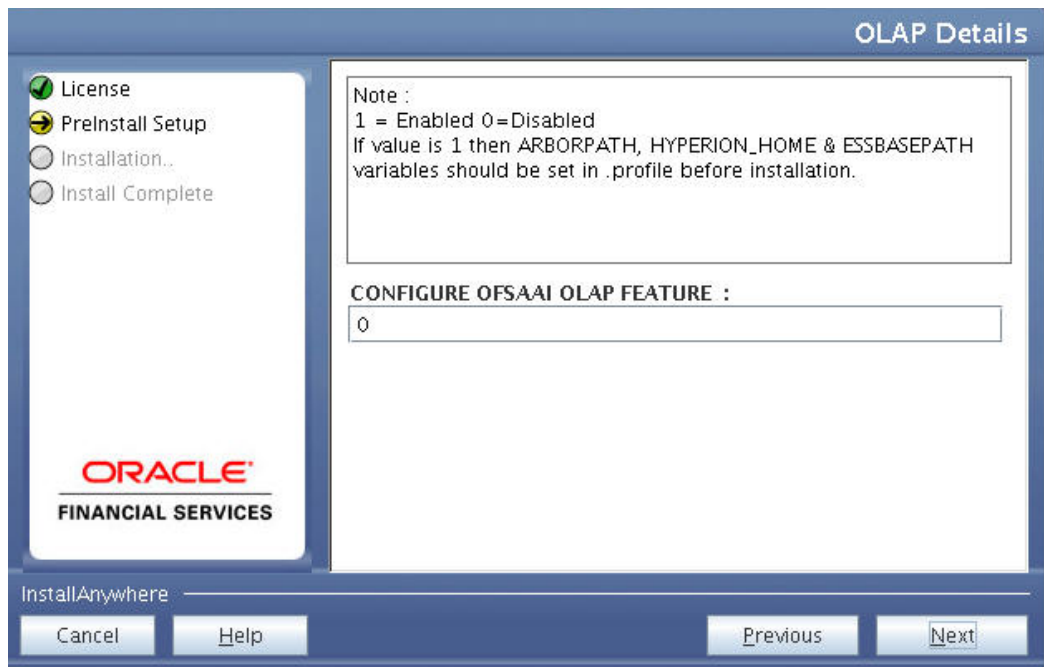 OLAP Details
License
PreInstall Setup
Installation..
Install Complete
Note :
1 = Enabled 0=Disabled
If value is 1 then ARBORPATH, HYPERION_HOME & ESSBASEPATH
variables should be set in .profile before installation.
CONFIGURE OFSAAI OLAP FEATURE :
0
ORACLE
FINANCIAL SERVICES
InstallAnywhere
Cancel
Help
Previous
Next